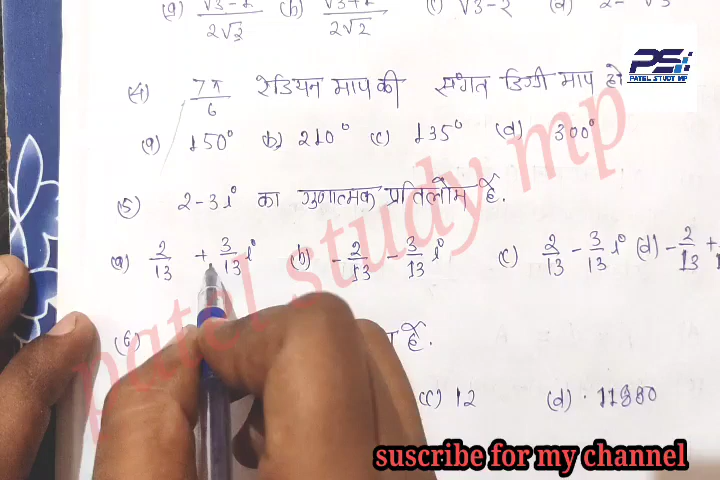 (a) √3-2/2√2 (b) √3+2/2√2 (c) √3-2 (d) 2-√3
PS
PATEL STUDY MP
(4) 7π/6 रेडियन माप की संगत डिग्री माप हो
(a) 150° (b) 210° (c) 135° (d) 300°
(5) 2-3i का गुणात्मक प्रतिलोम है.
(a) 2/13 + 3/13 i (b) -2/13 - 3/13 i (c) 2/13 - 3/13 i (d) -2/13 +
(6) है.
(c) 12 (d) 11880
patel study mp
suscribe for my channel